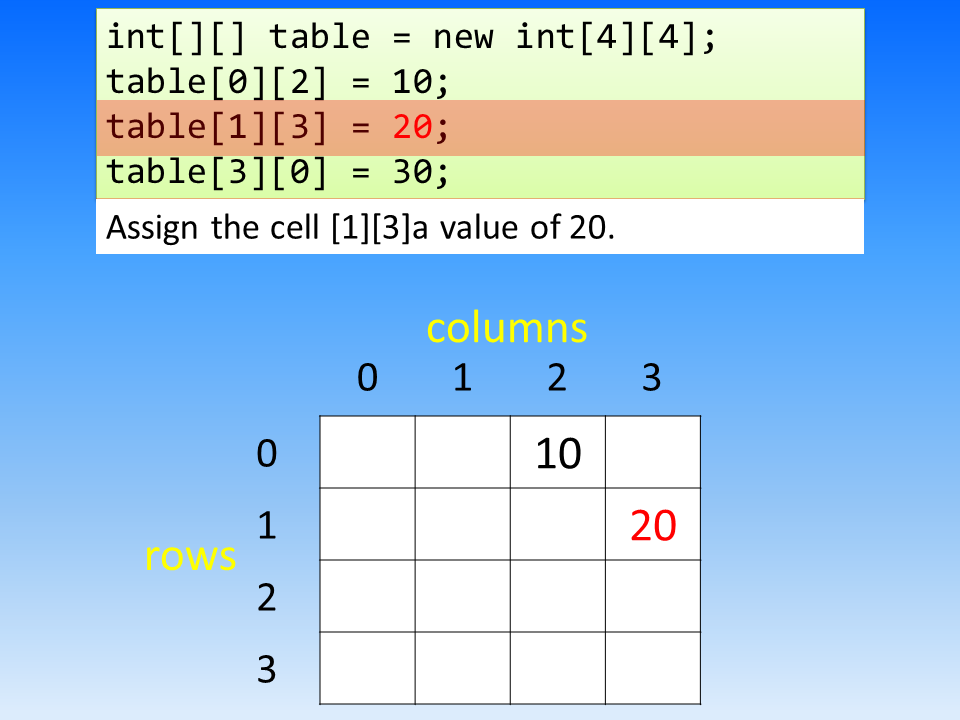 int[][] table = new int[4][4];
table[0][2] = 10;
table[1][3] = 20;
table[3][0] = 30;
Assign the cell [1][3]a value of 20.
columns
0 1 2 3
0 10
1 20
rows
2
3